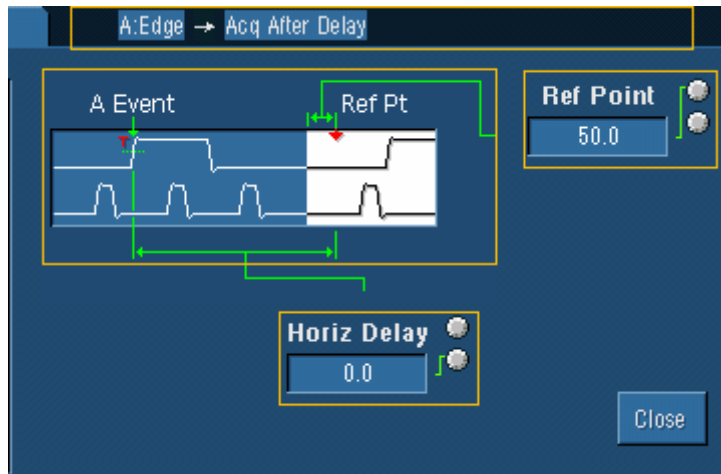 A:Edge → Acq After Delay
A Event
Ref Pt
T
Ref Point
50.0
Horiz Delay
0.0
Close